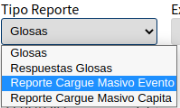 Tipo Reporte
Glosas
Glosas
Respuestas Glosas
Reporte Cargue Masivo Evento
Reporte Cargue Masivo Capita